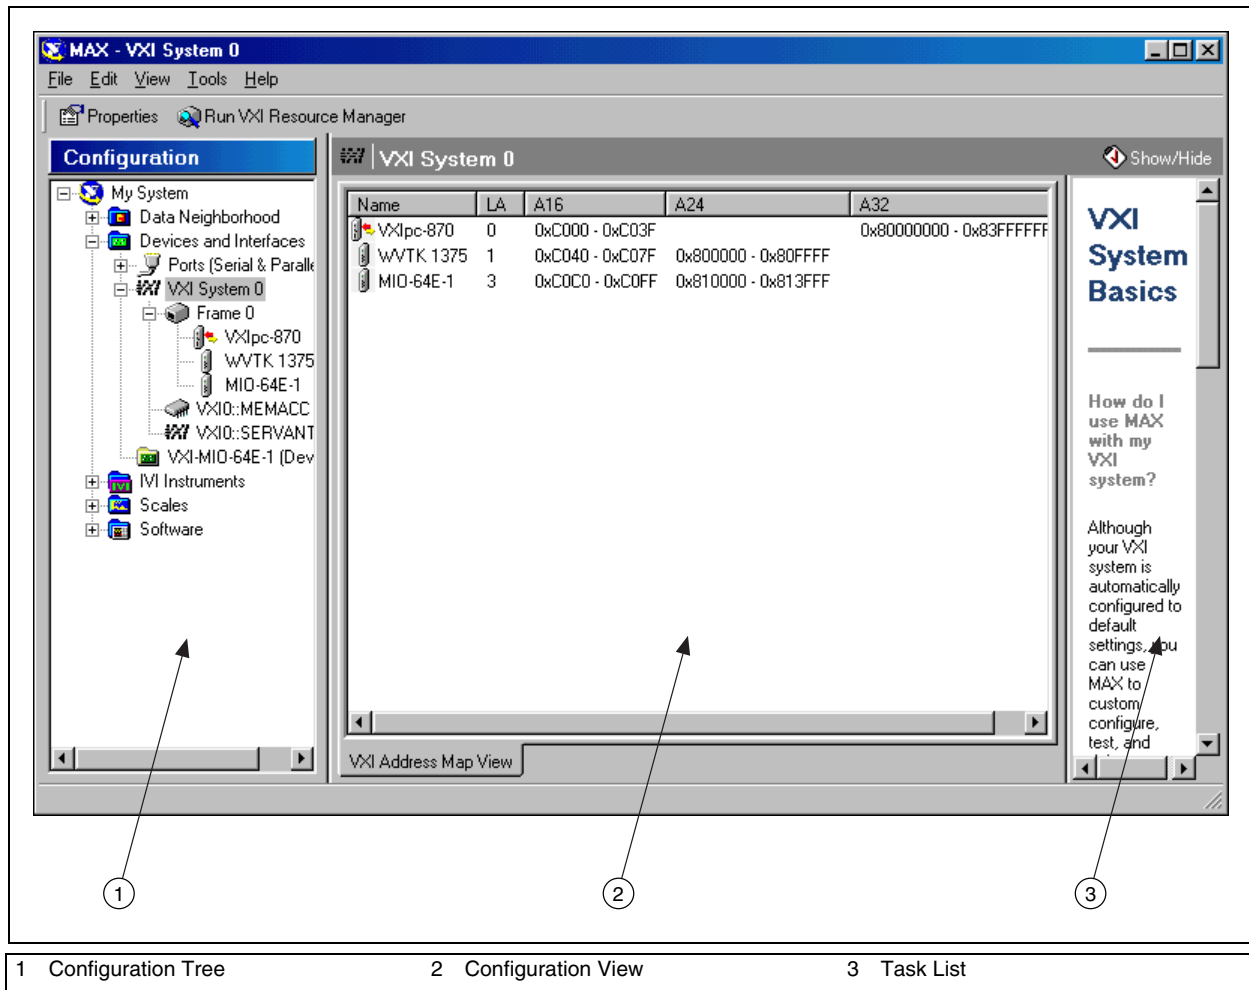 MAX - VXI System 0
File Edit View Tools Help
Properties Run VXI Resource Manager
Configuration
My System
Data Neighborhood
Devices and Interfaces
Ports (Serial & Paralle
VXI System 0
Frame 0
VXIpc-870
WVTK 1375
MIO-64E-1
VXI0::MEMACC
VXI0::SERVANT
VXI-MIO-64E-1 (Dev
IVI Instruments
Scales
Software
VXI System 0
Show/Hide
Name LA A16 A24 A32
VXIpc-870 0 0xC000 - 0xC03F 0x80000000 - 0x83FFFFFF
WVTK 1375 1 0xC040 - 0xC07F 0x800000 - 0x80FFFF
MIO-64E-1 3 0xC0C0 - 0xC0FF 0x810000 - 0x813FFF
VXI Address Map View
VXI
System
Basics
How do I
use MAX
with my
VXI
system?
Although
your VXI
system is
automatically
configured to
default
settings, you
can use
MAX to
custom
configure,
test, and
1
2
3
1 Configuration Tree 2 Configuration View 3 Task List